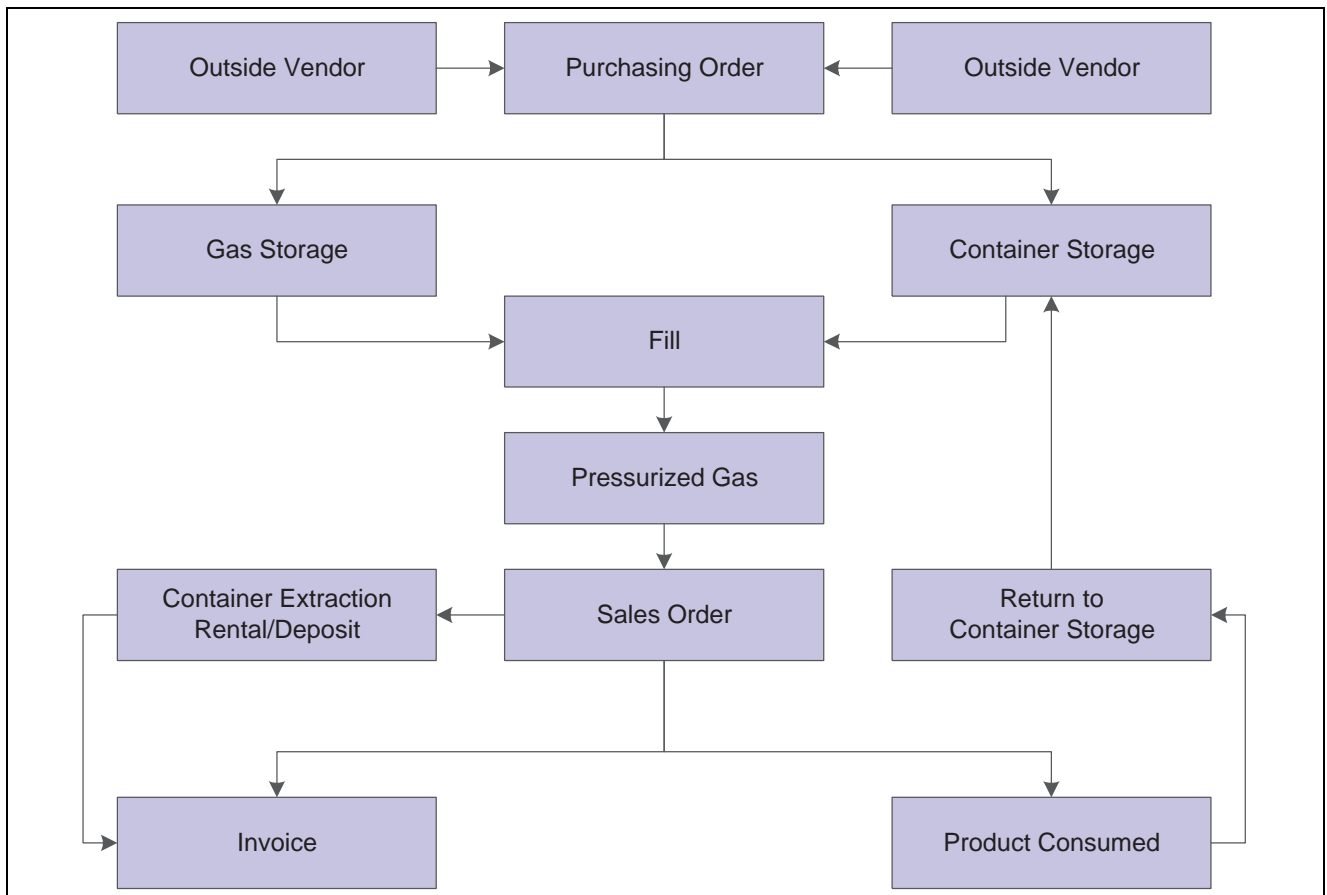 Outside Vendor
Purchasing Order
Outside Vendor
Gas Storage
Container Storage
Fill
Pressurized Gas
Container Extraction
Rental/Deposit
Sales Order
Return to
Container Storage
Invoice
Product Consumed